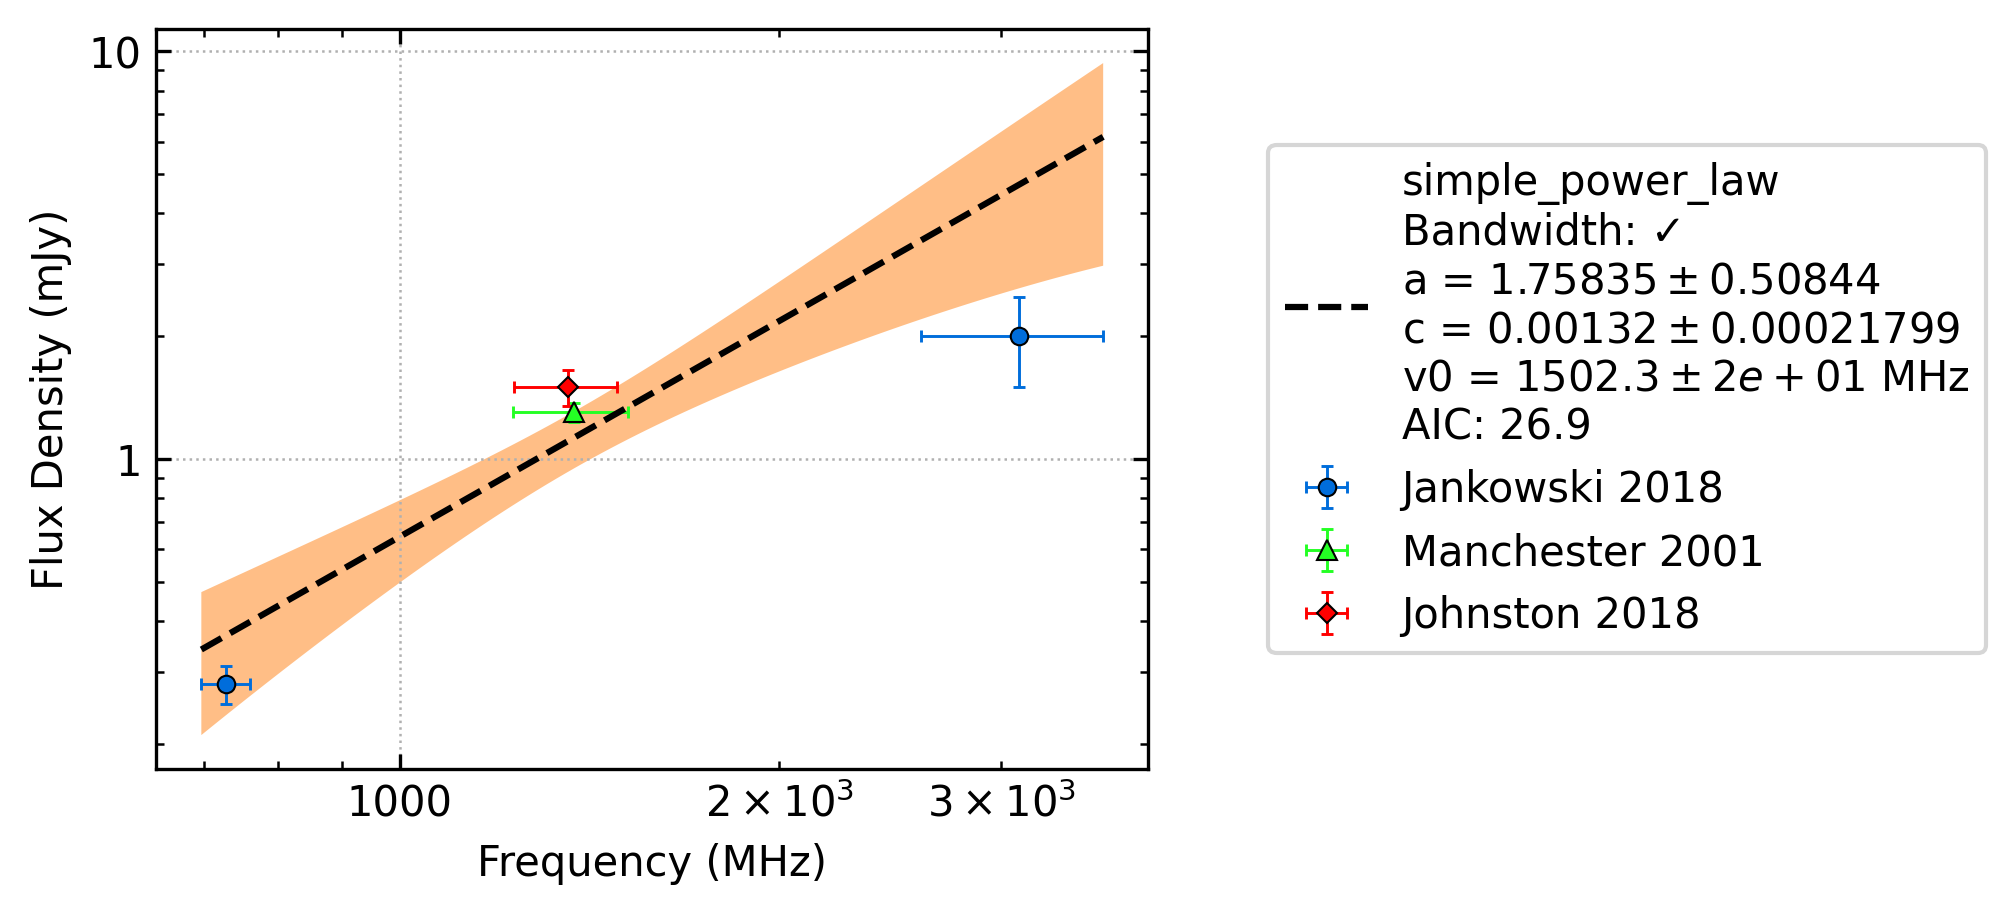 10
1
Flux Density (mJy)
1000
2 × 10³
3 × 10³
Frequency (MHz)
simple_power_law
Bandwidth: ✓
a = 1.75835 ± 0.50844
c = 0.00132 ± 0.00021799
v0 = 1502.3 ± 2e + 01 MHz
AIC: 26.9
Jankowski 2018
Manchester 2001
Johnston 2018